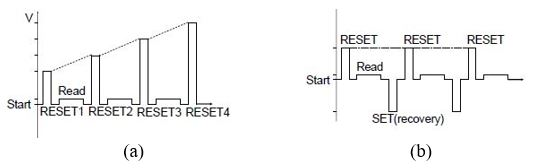 V
Read
Start
RESET1 RESET2 RESET3 RESET4
(a)
RESET RESET RESET
Read
Start
SET(recovery)
(b)